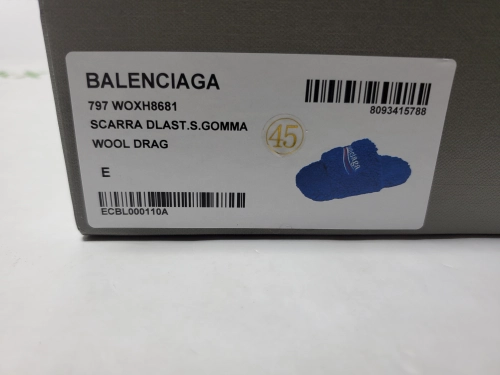 BALENCIAGA
797 WOXH8681
8093415788
SCARRA DLAST.S.GOMMA
45
WOOL DRAG
E
ECBL000110A